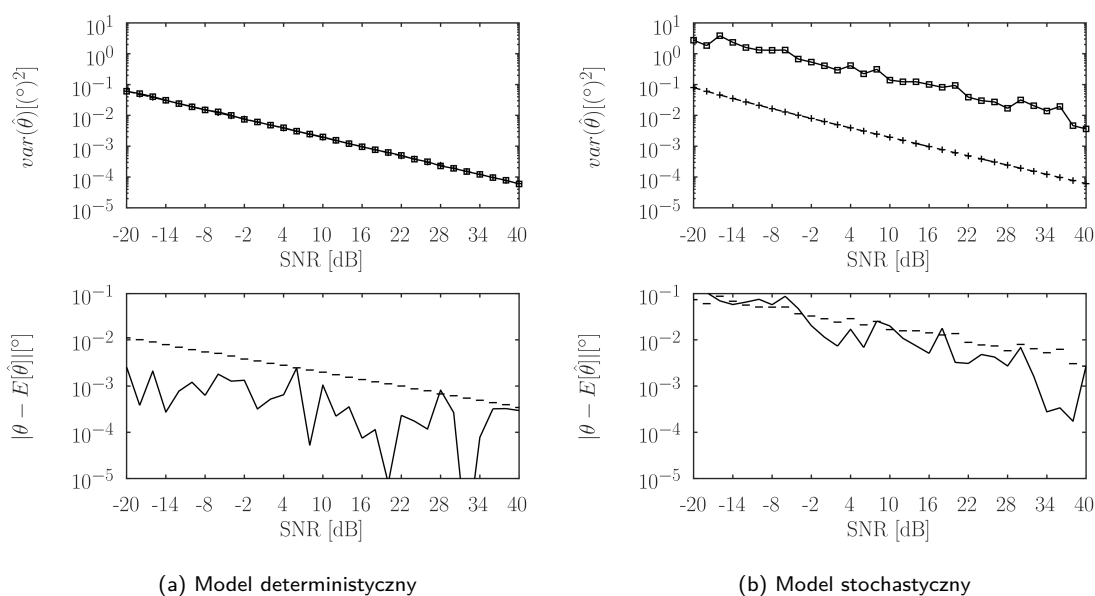 10^1
10^0
10^-1
10^-2
10^-3
10^-4
10^-5
var(θ̂)[(°)^2]
-20 -14 -8 -2 4 10 16 22 28 34 40
SNR [dB]
10^1
10^0
10^-1
10^-2
10^-3
10^-4
10^-5
var(θ̂)[(°)^2]
-20 -14 -8 -2 4 10 16 22 28 34 40
SNR [dB]
10^-1
10^-2
10^-3
10^-4
10^-5
|θ − E[θ̂]|[°]
-20 -14 -8 -2 4 10 16 22 28 34 40
SNR [dB]
10^-1
10^-2
10^-3
10^-4
10^-5
|θ − E[θ̂]|[°]
-20 -14 -8 -2 4 10 16 22 28 34 40
SNR [dB]
(a) Model deterministyczny
(b) Model stochastyczny